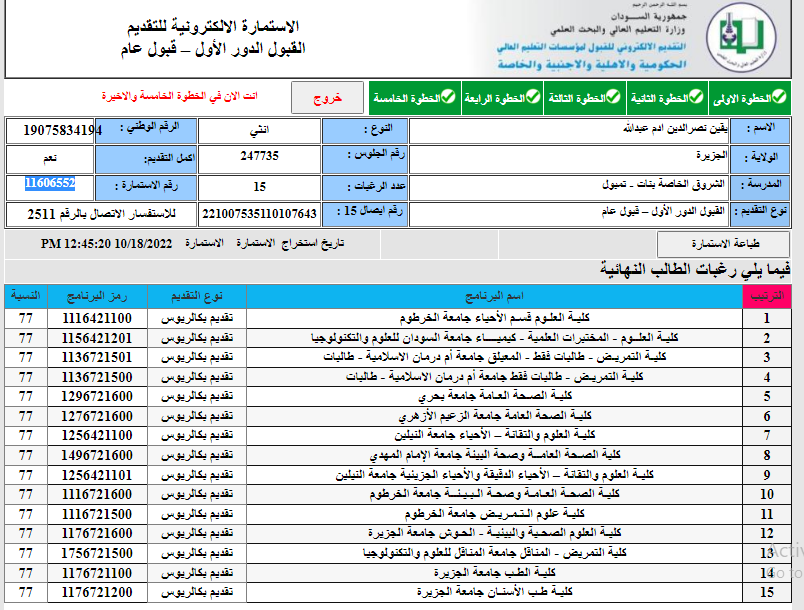 بسم الله الرحمن الرحيم
جمهورية السودان
وزارة التعليم العالي والبحث العلمي
التقديم الالكتروني للقبول لمؤسسات التعليم العالي
الحكومية والاهلية والاجنبية والخاصة
الاستمارة الالكترونية للتقديم
القبول الدور الأول – قبول عام
الخطوة الاولى الخطوة الثانية الخطوة الثالثة الخطوة الرابعة الخطوة الخامسة خروج انت الان في الخطوة الخامسة والاخيرة
الاسم : يقين نصرالدين ادم عبدالله النوع : انثي الرقم الوطني : 19075834194
الولاية : الجزيرة رقم الجلوس : 247735 اكمل التقديم: نعم
المدرسة : الشروق الخاصة بنات - تمبول عدد الرغبات : 15 رقم الاستمارة : 11606552
نوع التقديم : القبول الدور الأول – قبول عام رقم ايصال 15 : 221007535110107643 للاستفسار الاتصال بالرقم 2511
طباعة الاستمارة تاريخ استخراج الاستمارة الاستمارة 10/18/2022 12:45:20 PM
فيما يلي رغبات الطالب النهائية
الترتيب اسم البرنامج نوع التقديم رمز البرنامج النسبة
1 كلية العلوم قسم الأحياء جامعة الخرطوم تقديم بكالريوس 1116421100 77
2 كلية العلـــوم - المختبرات العلمية - كيميـــاء جامعة السودان للعلوم والتكنولوجيا تقديم بكالريوس 1156421201 77
3 كلية التمريض - طالبات فقط - المعيلق جامعة أم درمان الاسلامية - طالبات تقديم بكالريوس 1136721501 77
4 كلية التمريض - طالبات فقط جامعة أم درمان الاسلامية - طالبات تقديم بكالريوس 1136721500 77
5 كلية الصحة العامة جامعة بحري تقديم بكالريوس 1296721600 77
6 كلية الصحة العامة جامعة الزعيم الأزهري تقديم بكالريوس 1276721600 77
7 كلية العلوم والتقانة – الأحياء جامعة النيلين تقديم بكالريوس 1256421100 77
8 كلية الصحة العامــة وصحة البيئة جامعة الإمام المهدي تقديم بكالريوس 1496721600 77
9 كلية العلوم والتقانة – الأحياء الدقيقة والأحياء الجزيئية جامعة النيلين تقديم بكالريوس 1256421101 77
10 كلية الصحة العـامـة وصحـة البـيـئــة جامعة الخرطوم تقديم بكالريوس 1116721600 77
11 كلية علوم التـمـريـض جامعة الخرطوم تقديم بكالريوس 1116721500 77
12 كلية العلوم الصحية والبيئية - الحوش جامعة الجزيرة تقديم بكالريوس 1176721600 77
13 كلية التمريض - المناقل جامعة المناقل للعلوم والتكنولوجيا تقديم بكالريوس 1756721500 77
14 كلية الطب جامعة الجزيرة تقديم بكالريوس 1176721100 77
15 كلية طب الأسنان جامعة الجزيرة تقديم بكالريوس 1176721200 77